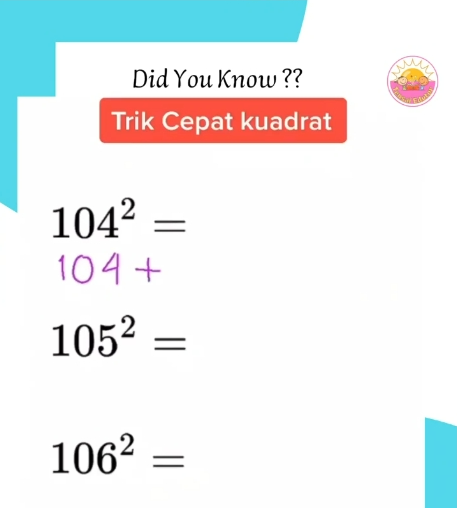 Did You Know ??
Trik Cepat kuadrat
104² =
104 +
105² =
106² =